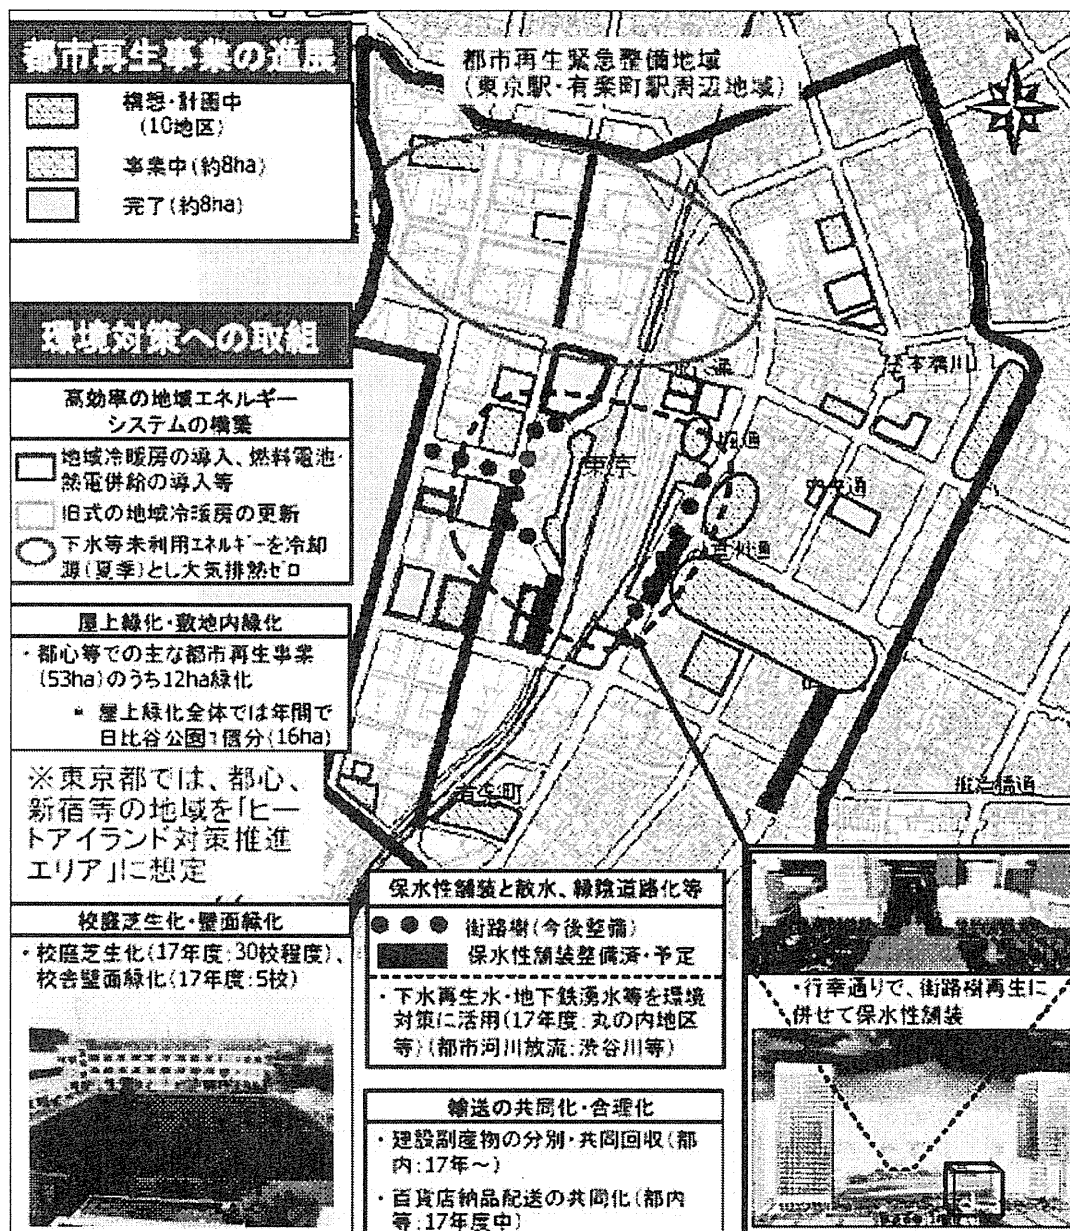 都市再生事業の進展
構想・計画中
(10地区)
事業中(約8ha)
完了(約8ha)
都市再生緊急整備地域
(東京駅・有楽町駅周辺地域)
N
環境対策への取組
高効率の地域エネルギー
システムの構築
地域冷暖房の導入、燃料電池・
熱電併給の導入等
旧式の地域冷暖房の更新
下水等未利用エネルギーを冷却
源(夏季)とし大気排熱ゼロ
屋上緑化・敷地内緑化
・都心等での主な都市再生事業
(53ha)のうち12ha緑化
* 屋上緑化全体では年間で
日比谷公園1個分(16ha)
※東京都では、都心、
新宿等の地域を「ヒー
トアイランド対策推進
エリア」に想定
校庭芝生化・壁面緑化
・校庭芝生化(17年度:30校程度)、
校舎壁面緑化(17年度:5校)
日本橋川
東京
中央通
有楽町
保水性舗装と散水、緑陰道路化等
街路樹(今後整備)
保水性舗装整備済・予定
・下水再生水・地下鉄湧水等を環境
対策に活用(17年度:丸の内地区
等)(都市河川放流:渋谷川等)
輸送の共同化・合理化
・建設副産物の分別・共同回収(都
内:17年~)
・百貨店納品配送の共同化(都内
等:17年度中)
・行幸通りで、街路樹再生に
併せて保水性舗装